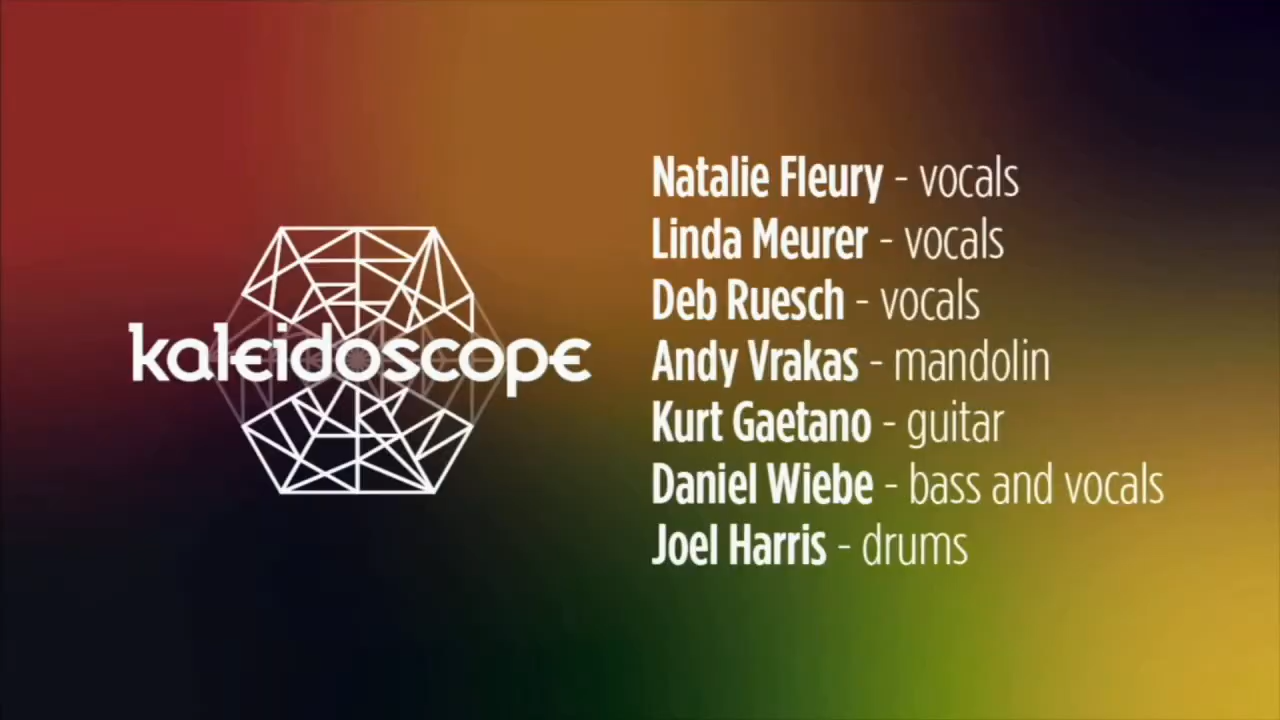 kaleidoscope
Natalie Fleury - vocals
Linda Meurer - vocals
Deb Ruesch - vocals
Andy Vrakas - mandolin
Kurt Gaetano - guitar
Daniel Wiebe - bass and vocals
Joel Harris - drums